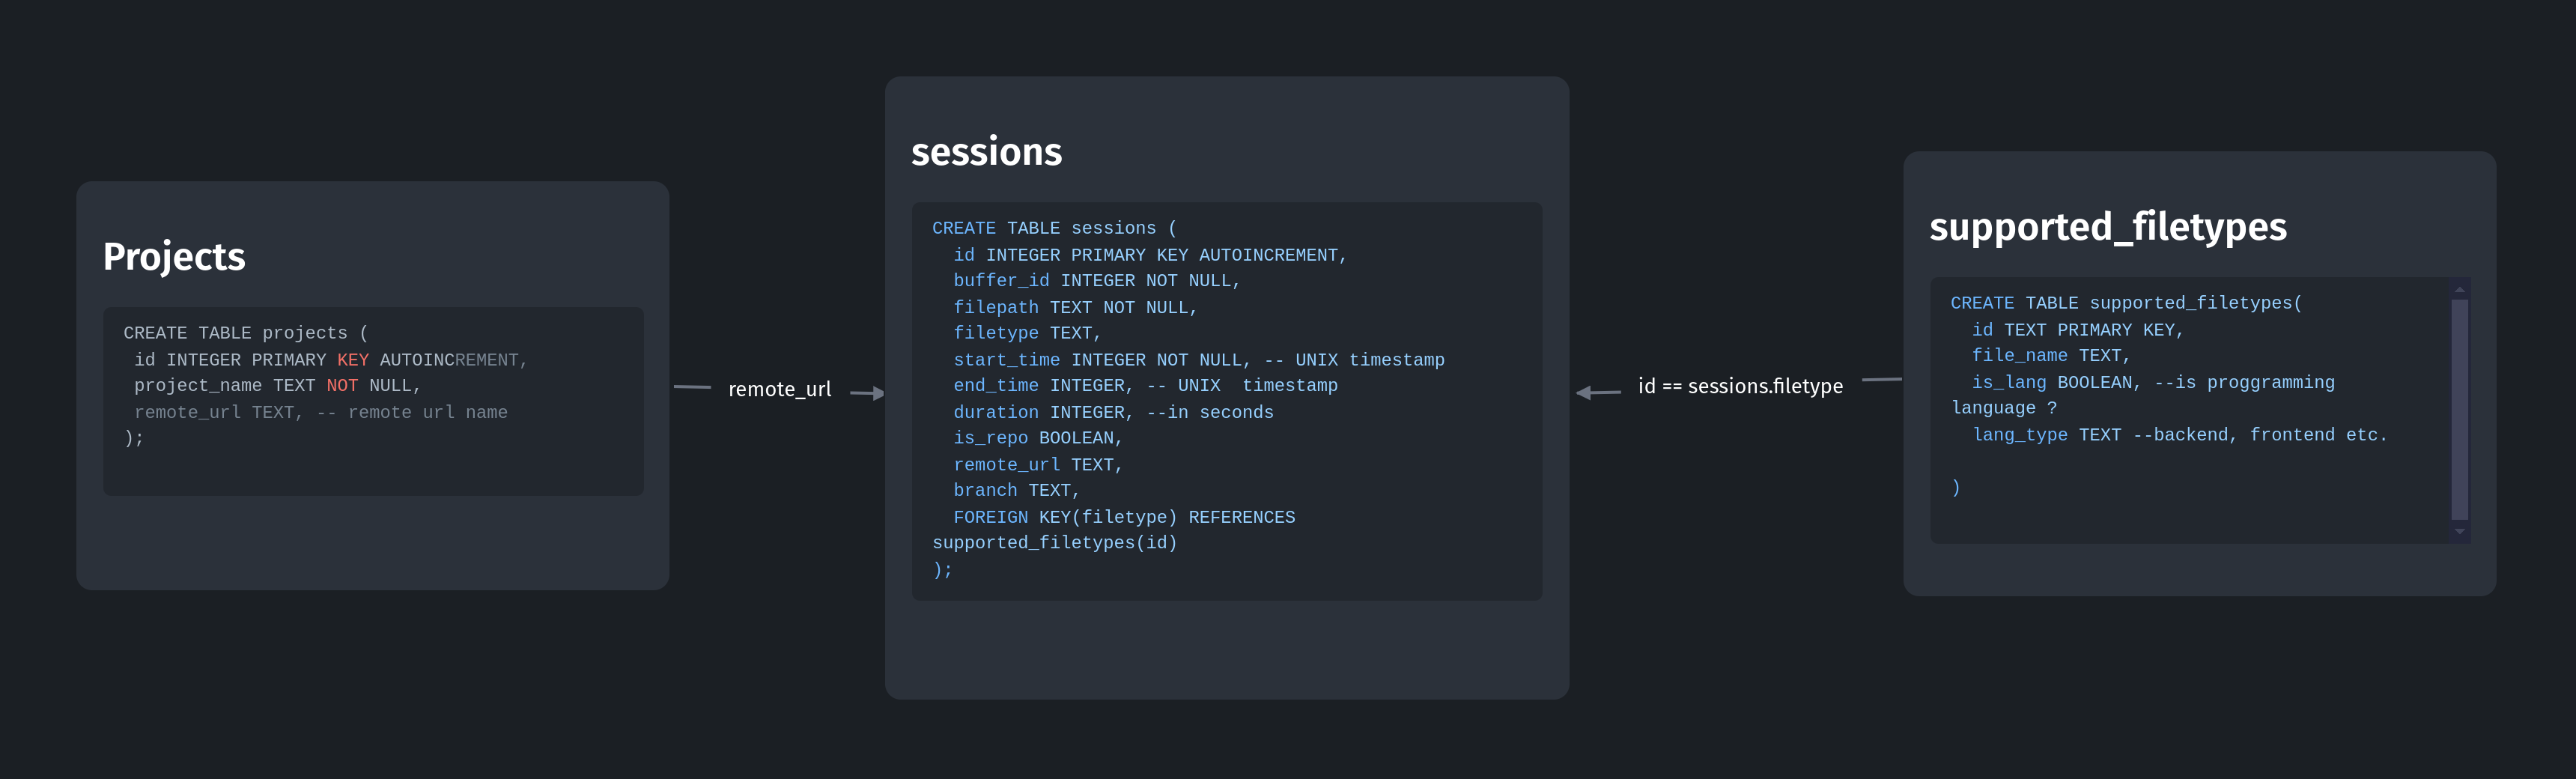 Projects
CREATE TABLE projects (
id INTEGER PRIMARY KEY AUTOINCREMENT,
project_name TEXT NOT NULL,
remote_url TEXT, -- remote url name
);
remote_url
sessions
CREATE TABLE sessions (
id INTEGER PRIMARY KEY AUTOINCREMENT,
buffer_id INTEGER NOT NULL,
filepath TEXT NOT NULL,
filetype TEXT,
start_time INTEGER NOT NULL, -- UNIX timestamp
end_time INTEGER, -- UNIX  timestamp
duration INTEGER, --in seconds
is_repo BOOLEAN,
remote_url TEXT,
branch TEXT,
FOREIGN KEY(filetype) REFERENCES
supported_filetypes(id)
);
id == sessions.filetype
supported_filetypes
CREATE TABLE supported_filetypes(
id TEXT PRIMARY KEY,
file_name TEXT,
is_lang BOOLEAN, --is proggramming
language ?
lang_type TEXT --backend, frontend etc.
)